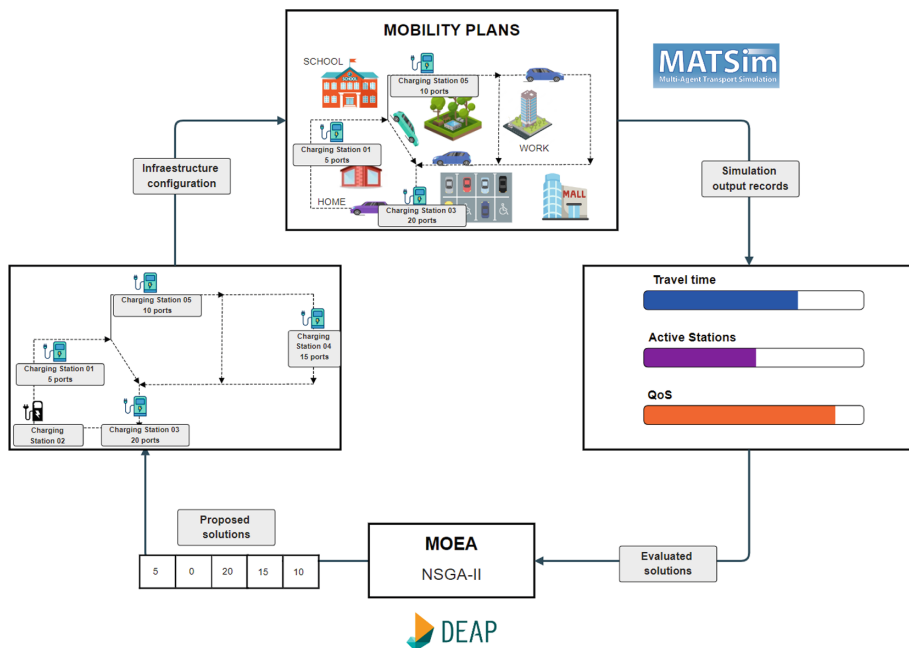 MOBILITY PLANS
SCHOOL
Charging Station 05
10 ports
Charging Station 01
5 ports
WORK
HOME
Charging Station 03
20 ports
MALL
MATSim
Multi-Agent Transport Simulation
Infraestructure
configuration
Simulation
output records
Charging Station 05
10 ports
Charging
Station 04
15 ports
Charging Station 01
5 ports
Charging
Station 02
Charging Station 03
20 ports
Travel time
Active Stations
QoS
Proposed
solutions
5 0 20 15 10
MOEA
NSGA-II
Evaluated
solutions
DEAP